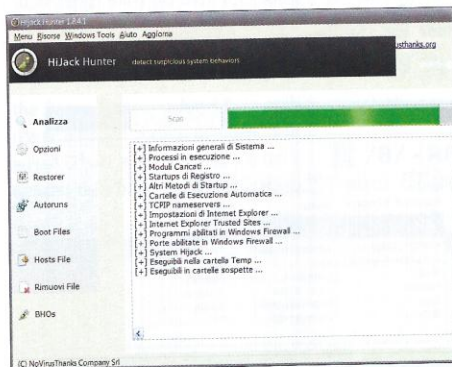 Hijack Hunter 1.8.4.1
Menu Risorse Windows Tools Aiuto Aggiorna
usthanks.org
HiJack Hunter detect suspicious system behaviors
Analizza
Scan
Opzioni
Restorer
Autoruns
Boot Files
Hosts File
Rimuovi File
BHOs
[+] Informazioni generali di Sistema ...
[+] Processi in esecuzione ...
[+] Moduli Caricati ...
[+] Startups di Registro ...
[+] Altri Metodi di Startup ...
[+] Cartelle di Esecuzione Automatica ...
[+] TCPIP nameservers ...
[+] Impostazioni di Internet Explorer ...
[+] Internet Explorer Trusted Sites ...
[+] Programmi abilitati in Windows Firewall ...
[+] Porte abilitate in Windows Firewall ...
[+] System Hijack ...
[+] Eseguibili nella cartella Temp ...
[+] Eseguibili in cartelle sospette ...
(C) NoVirusThanks Company Srl